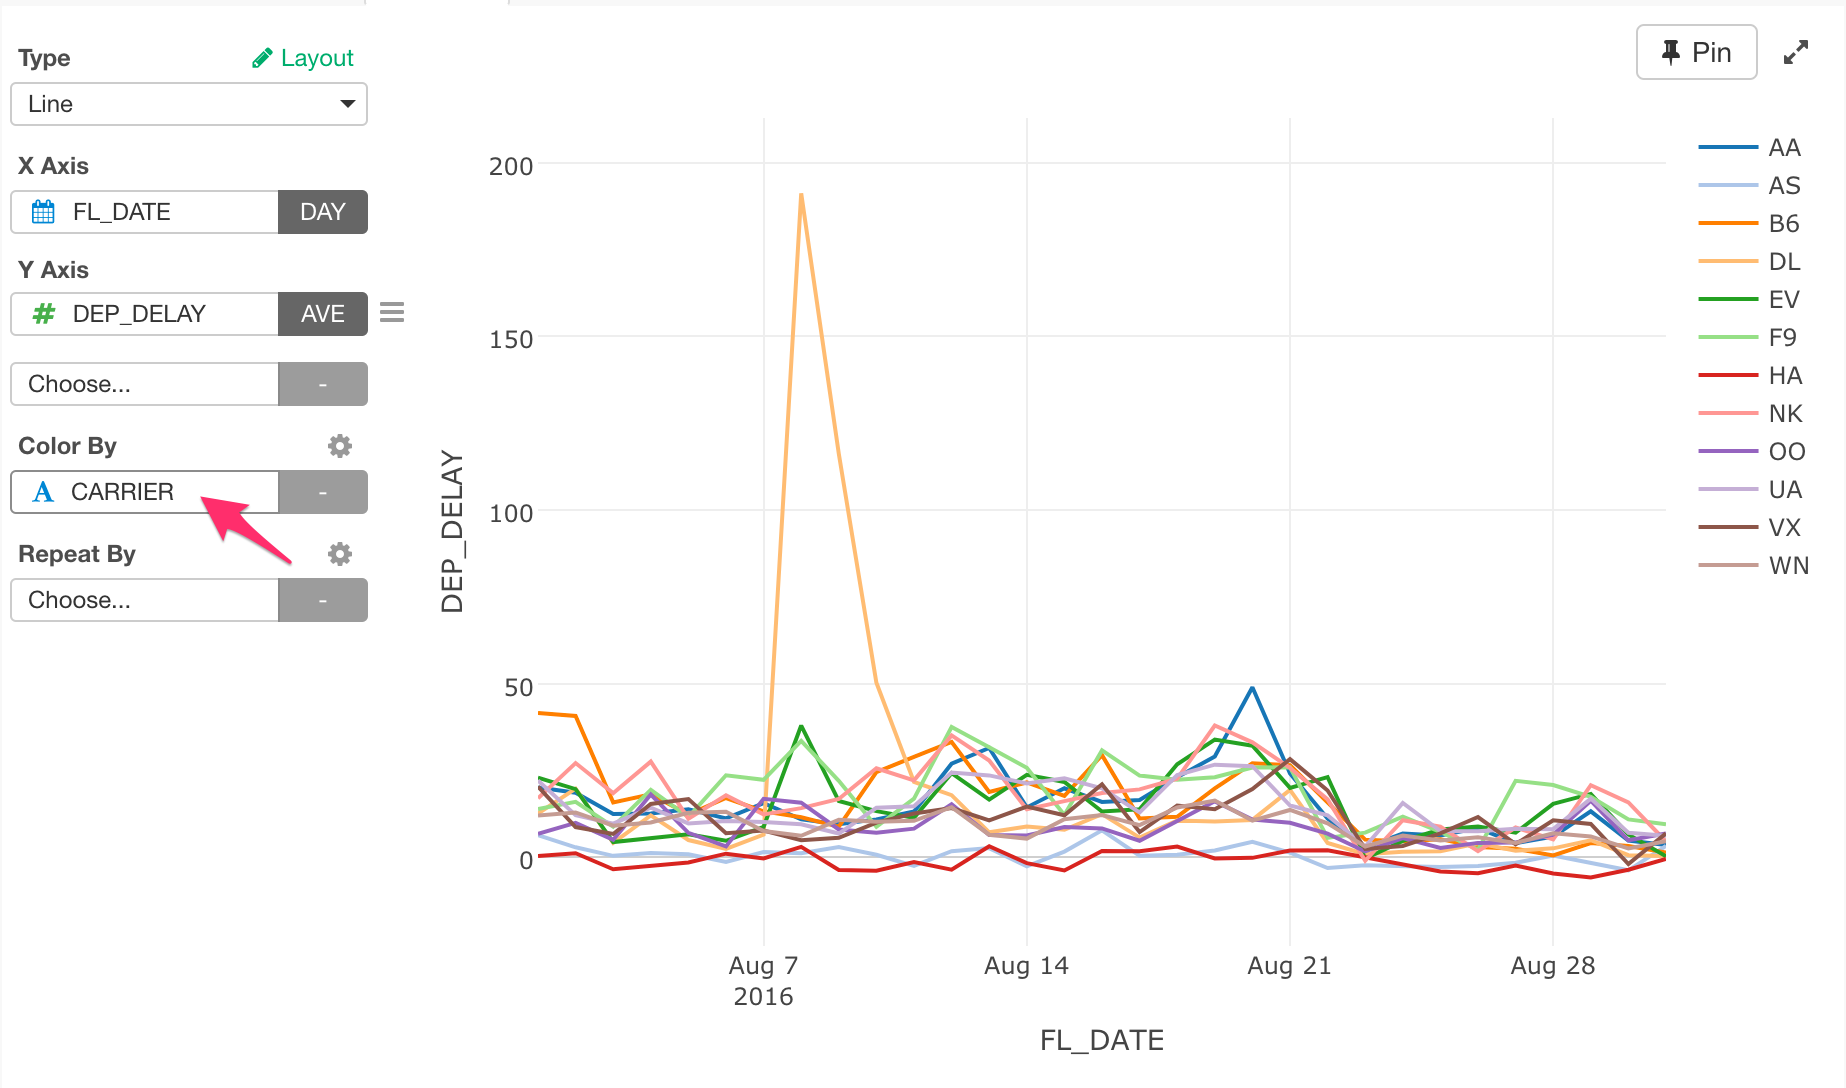 Type
Layout
Line
X Axis
FL_DATE
DAY
Y Axis
DEP_DELAY
AVE
Choose...
-
Color By
A
CARRIER
-
Repeat By
Choose...
-
Pin
200
150
100
50
0
DEP_DELAY
Aug 7
2016
Aug 14
Aug 21
Aug 28
FL_DATE
AA
AS
B6
DL
EV
F9
HA
NK
OO
UA
VX
WN